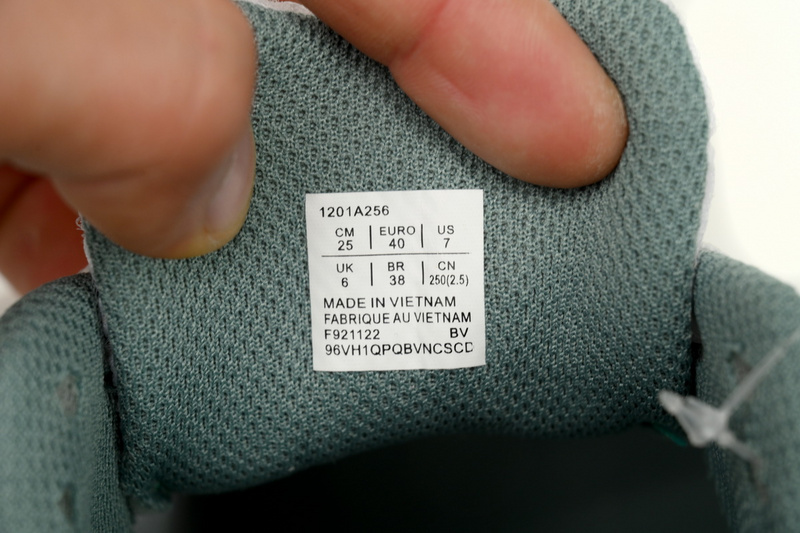 1201A256
CM EURO US
25 40 7
UK BR CN
6 38 250(2.5)
MADE IN VIETNAM
FABRIQUE AU VIETNAM
F921122 BV
96VH1QPQBVNCSCD